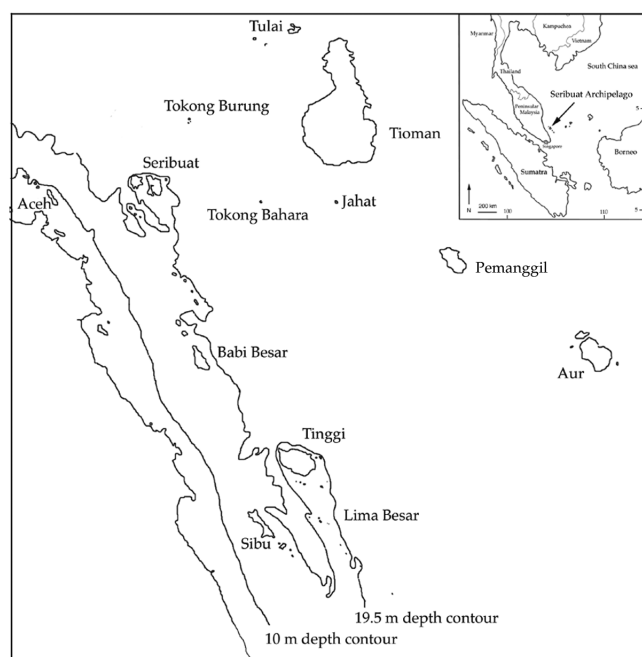 Tulai
Tokong Burung
Tioman
Seribuat
Aceh
Tokong Bahara
Jahat
Pemanggil
Babi Besar
Aur
Tinggi
Lima Besar
Sibu
19.5 m depth contour
10 m depth contour
Myanmar
Kampuchea
Vietnam
Thailand
South China sea
Seribuat Archipelago
Peninsular
Malaysia
Singapore
Borneo
Sumatra
N
200 km
100
110
5
5